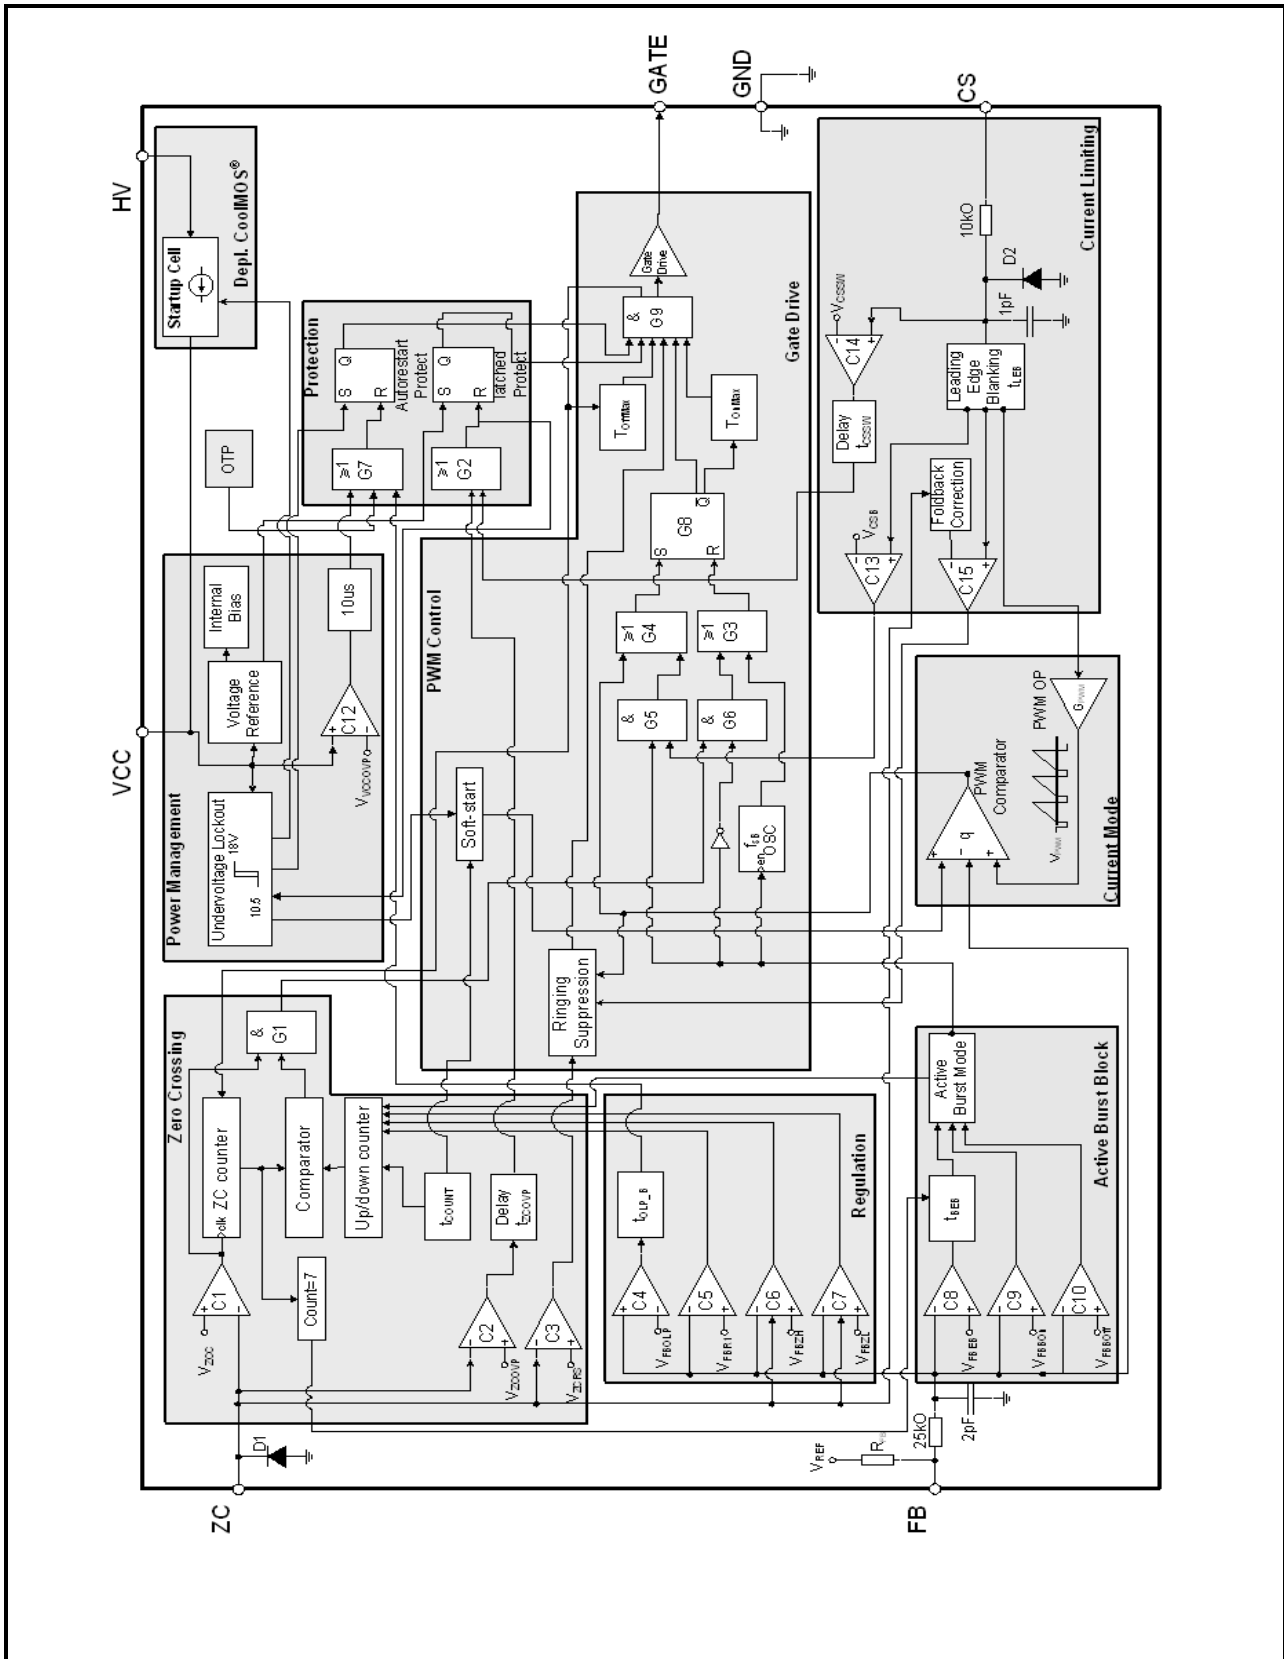 HV
VCC
ZC
FB
GATE
GND
CS
Startup Cell
Depl. CoolMOS®
Power Management
Undervoltage Lockout
18V
10.5
Voltage
Reference
Internal
Bias
C12
VVCCOVP
10us
OTP
Protection
≥1
G7
≥1
G2
S
Q
R
Autorestart
Protect
S
Q
R
latched
Protect
Zero Crossing
C1
VZCC
clk
ZC counter
&
G1
Comparator
Up/down counter
Count=7
tCOUNT
Delay
tZCOVP
C2
VZCOVP
C3
VZCRS
D1
PWM Control
Soft-start
Ringing
Suppression
≥1
G4
&
G5
≥1
G3
&
G6
en
fSB
OSC
S
R
G8
Q
TOffMax
TOnMax
&
G9
Gate
Drive
Gate Drive
Regulation
tOLP_B
C4
VFBOLP
C5
VFBR1
C6
VFBZH
C7
VFBZL
Active Burst Block
Active
Burst Mode
tBEB
C8
VFBEB
C9
VFBBOn
C10
VFBBOff
VREF
25kO
2pF
Current Mode
PWM
Comparator
q
PWM OP
GPWM
VPWM
Current Limiting
10kO
D2
1pF
C14
VCSSW
Delay
tCSSW
Leading
Edge
Blanking
tLEB
C13
VCSB
Foldback
Correction
C15